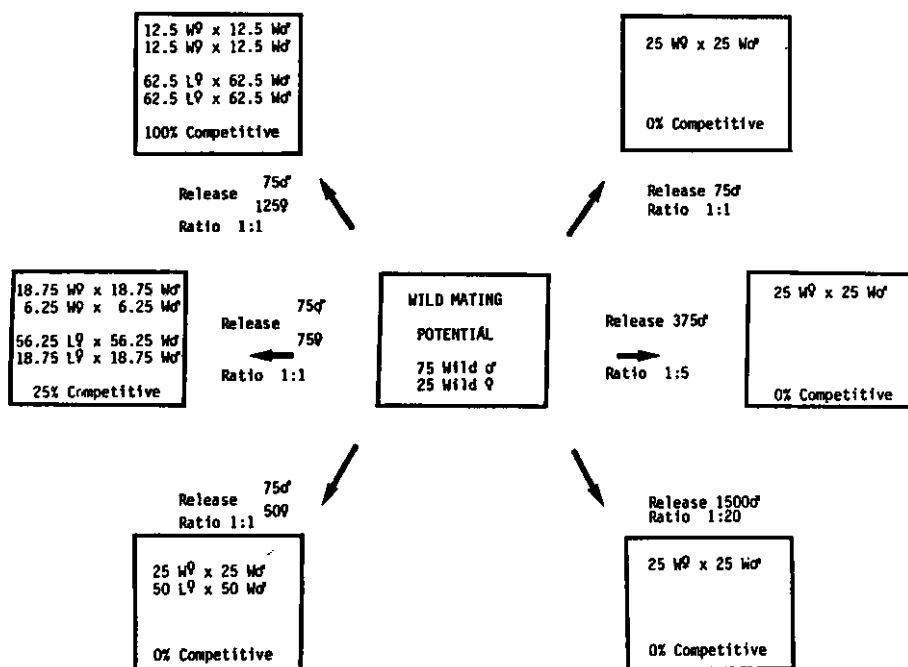 12.5 W♀ x 12.5 W♂
12.5 W♀ x 12.5 W♂
62.5 L♀ x 62.5 W♂
62.5 L♀ x 62.5 W♂
100% Competitive
25 W♀ x 25 W♂
0% Competitive
Release 75♂
125♀
Ratio 1:1
Release 75♂
Ratio 1:1
18.75 W♀ x 18.75 W♂
6.25 W♀ x 6.25 W♂
56.25 L♀ x 56.25 W♂
18.75 L♀ x 18.75 W♂
25% Competitive
Release 75♂
75♀
Ratio 1:1
WILD MATING
POTENTIAL
75 Wild ♂
25 Wild ♀
Release 375♂
Ratio 1:5
25 W♀ x 25 W♂
0% Competitive
Release 75♂
50♀
Ratio 1:1
Release 1500♂
Ratio 1:20
25 W♀ x 25 W♂
50 L♀ x 50 W♂
0% Competitive
25 W♀ x 25 W♂
0% Competitive